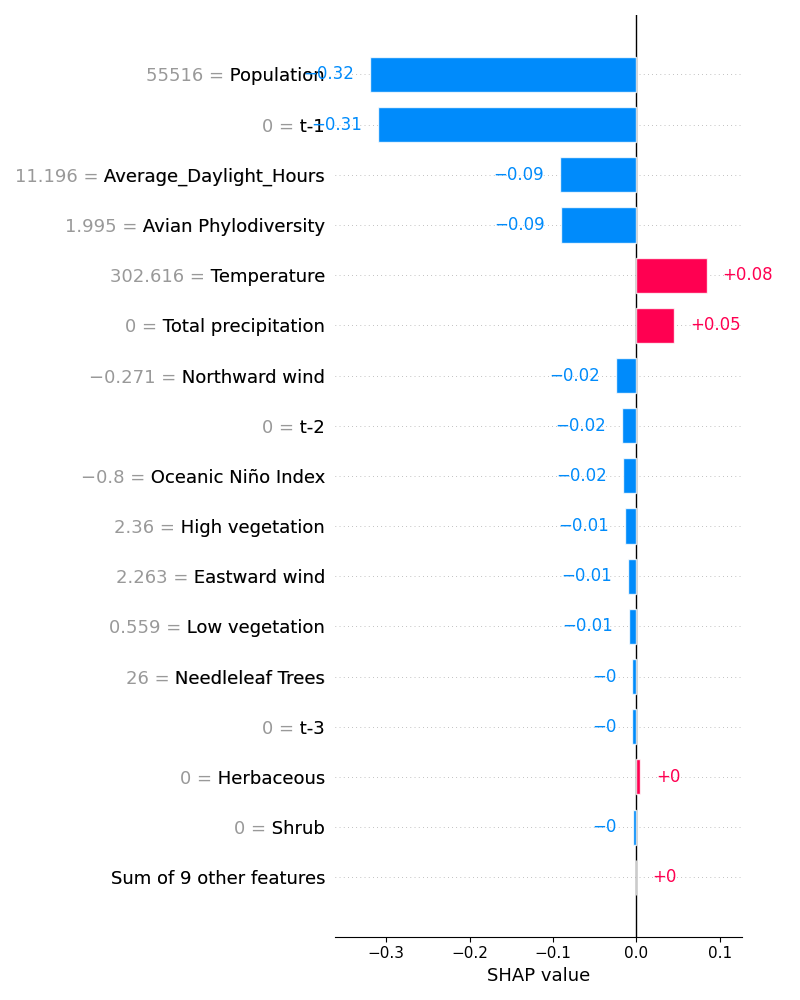 55516 = Population −0.32
0 = t-1 −0.31
11.196 = Average_Daylight_Hours −0.09
1.995 = Avian Phylodiversity −0.09
302.616 = Temperature +0.08
0 = Total precipitation +0.05
−0.271 = Northward wind −0.02
0 = t-2 −0.02
−0.8 = Oceanic Niño Index −0.02
2.36 = High vegetation −0.01
2.263 = Eastward wind −0.01
0.559 = Low vegetation −0.01
26 = Needleleaf Trees −0
0 = t-3 −0
0 = Herbaceous +0
0 = Shrub −0
Sum of 9 other features +0
−0.3 −0.2 −0.1 0.0 0.1
SHAP value